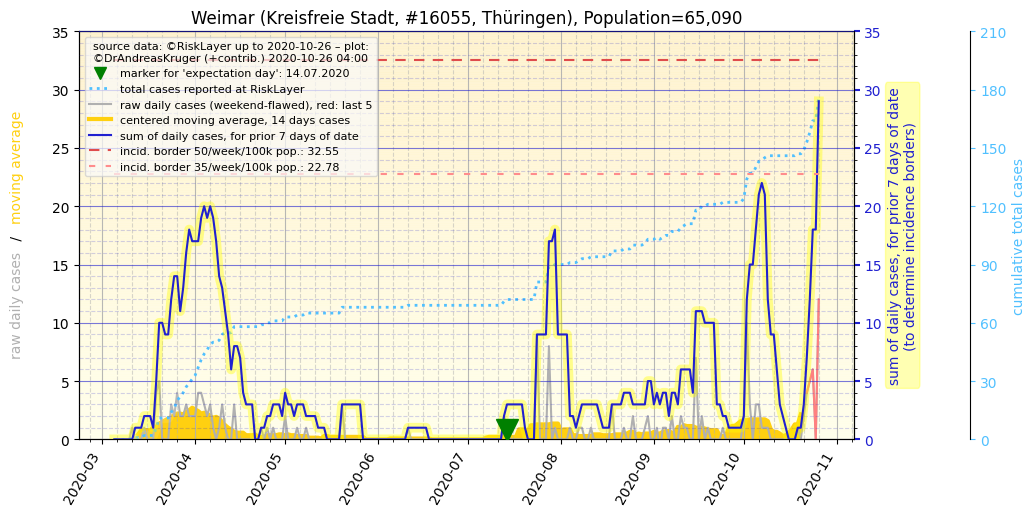 Weimar (Kreisfreie Stadt, #16055, Thüringen), Population=65,090
source data: ©RiskLayer up to 2020-10-26 – plot:
©DrAndreasKruger (+contrib.) 2020-10-26 04:00
marker for 'expectation day': 14.07.2020
total cases reported at RiskLayer
raw daily cases (weekend-flawed), red: last 5
centered moving average, 14 days cases
sum of daily cases, for prior 7 days of date
incid. border 50/week/100k pop.: 32.55
incid. border 35/week/100k pop.: 22.78
raw daily cases / moving average
35
30
25
20
15
10
5
0
2020-03
2020-04
2020-05
2020-06
2020-07
2020-08
2020-09
2020-10
2020-11
35
30
25
20
15
10
5
0
sum of daily cases, for prior 7 days of date
(to determine incidence borders)
210
180
150
120
90
60
30
0
cumulative total cases